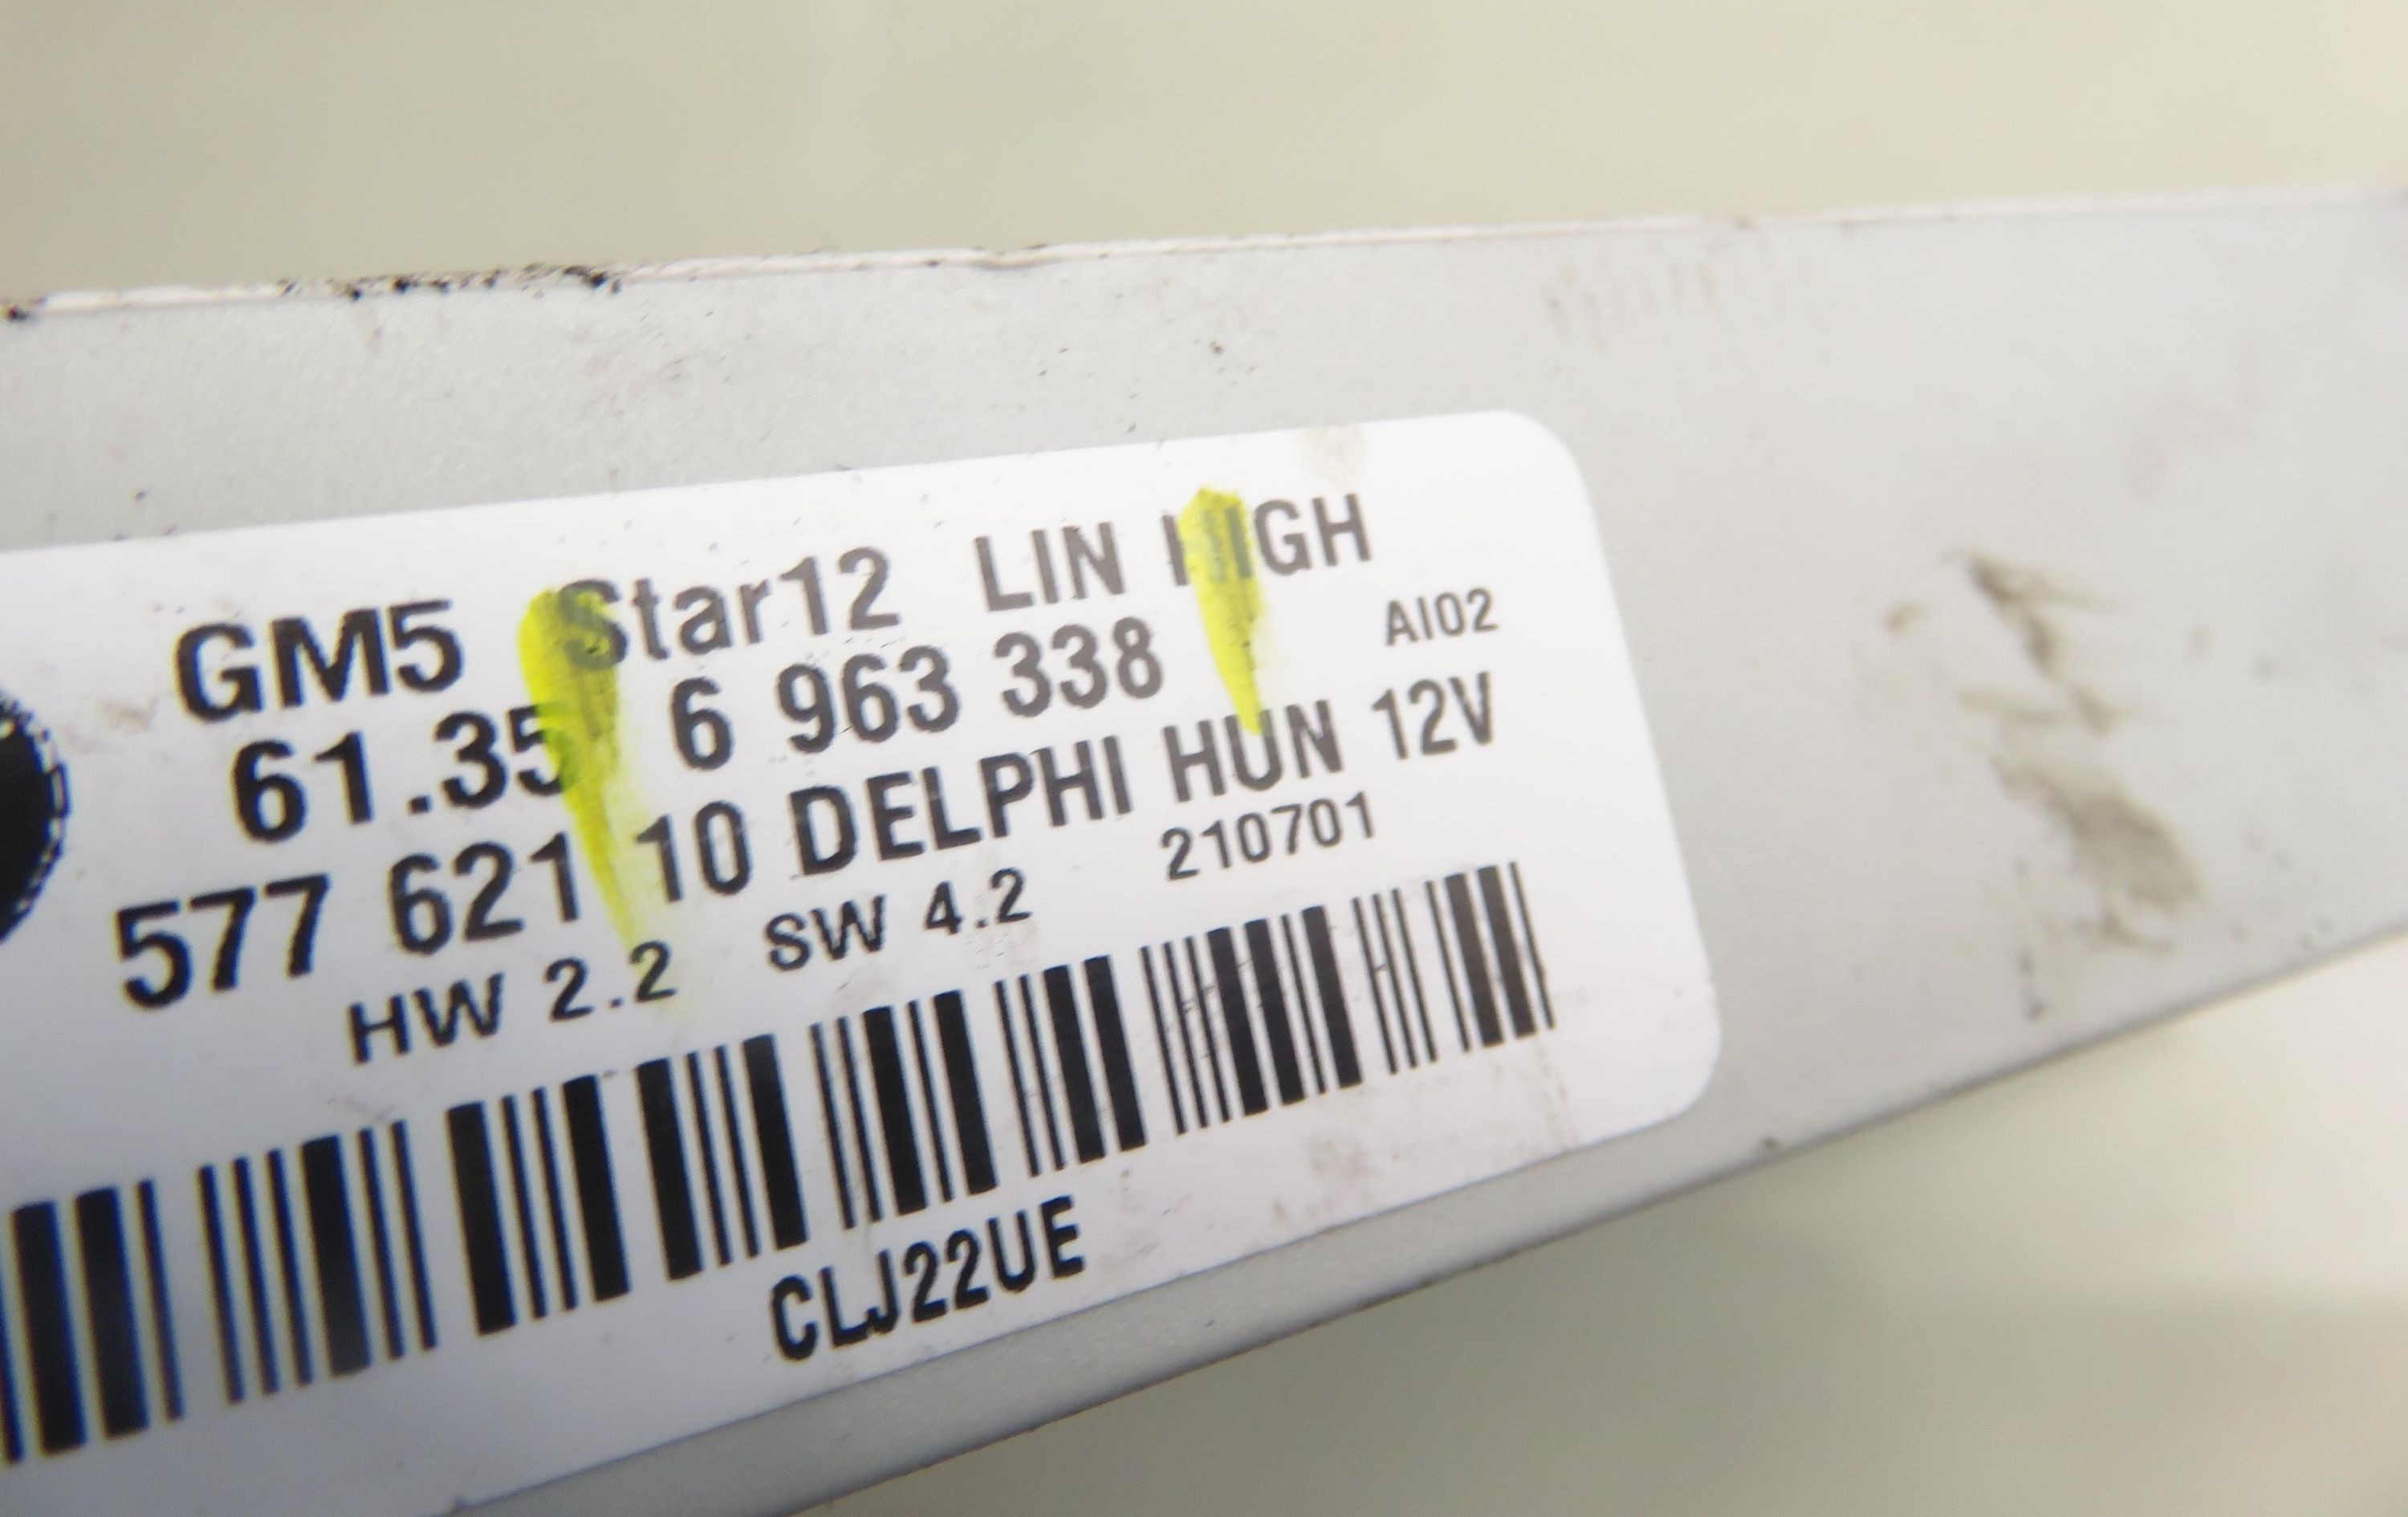 GM5 Star12 LIN HIGH
61.35 6 963 338 AI02
577 621 10 DELPHI HUN 12V
HW 2.2 SW 4.2 210701
CLJ22UE